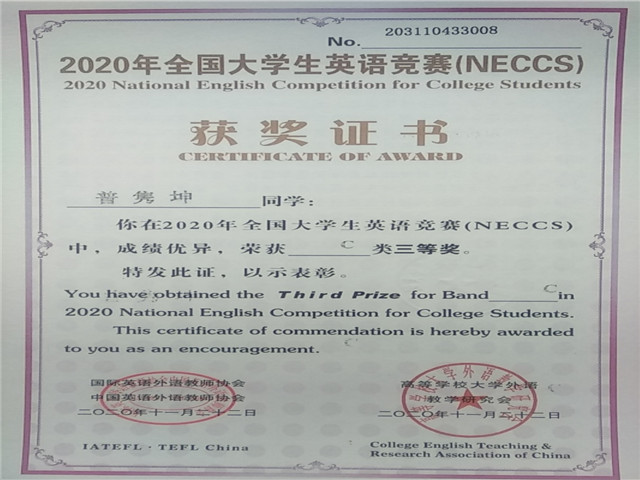 No. 203110433008
2020年全国大学生英语竞赛(NECCS)
2020 National English Competition for College Students
获奖证书
CERTIFICATE OF AWARD
普隽坤 同学：
你在2020年全国大学生英语竞赛(NECCS)
中，成绩优异，荣获 C 类三等奖。
特发此证，以示表彰。
You have obtained the Third Prize for Band C in
2020 National English Competition for College Students.
This certificate of commendation is hereby awarded
to you as an encouragement.
国际英语外语教师协会
中国英语外语教师协会
二〇二〇年十一月二十二日
IATEFL · TEFL China
高等学校大学外语
教学研究会
二〇二〇年十一月二十二日
College English Teaching &
Research Association of China